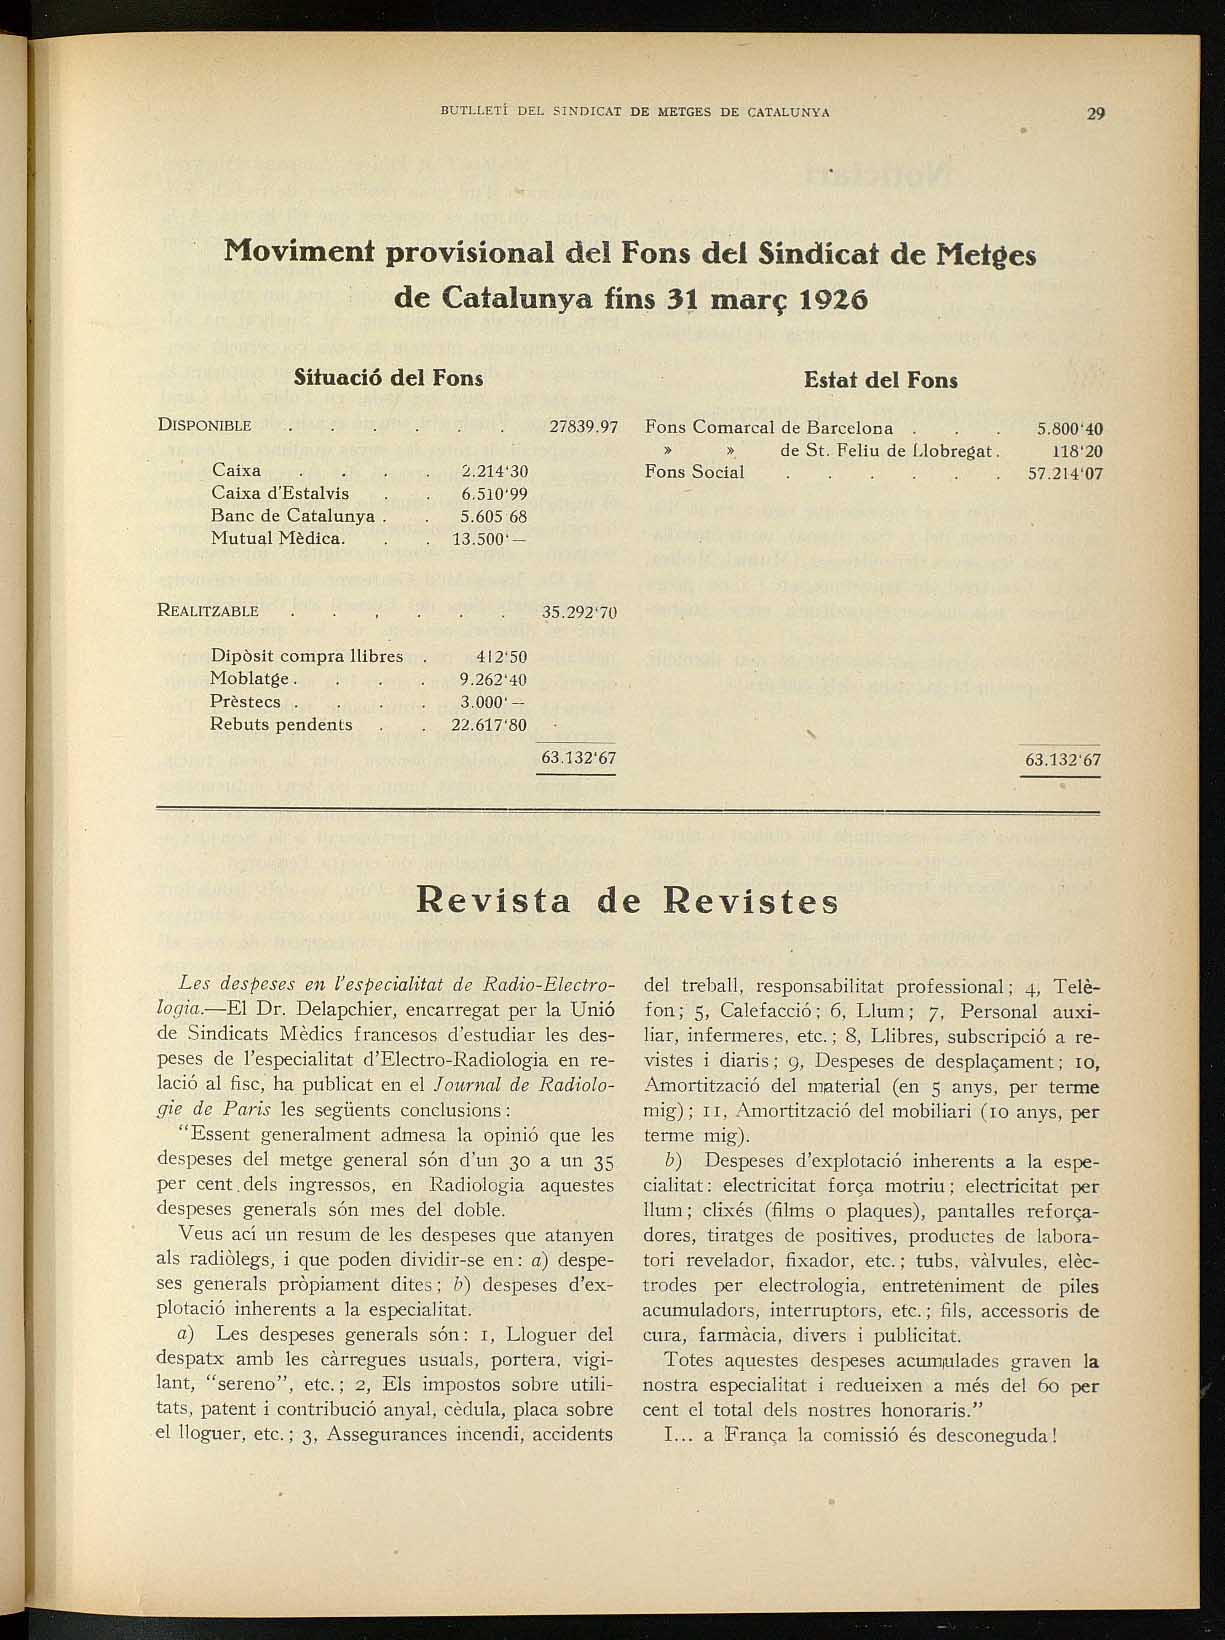 BUTLLETÍ DEL SINDICAT DE METGES DE CATALUNYA 29
Moviment provisional del Fons del Sindicat de Metges
de Catalunya fins 31 març 1926
Situació del Fons
DISPONIBLE . . . . . . 27839.97
Caixa . . . . 2.214'30
Caixa d'Estalvis . . 6.510'99
Banc de Catalunya . . 5.605 68
Mutual Mèdica. . . 13.500'—
REALITZABLE . . , . . . 35.292'70
Dipòsit compra llibres . 412'50
Moblatge . . . . 9.262'40
Prèstecs . . . . 3.000'—
Rebuts pendents . . 22.617'80
63.132'67
Estat del Fons
Fons Comarcal de Barcelona . . . 5.800'40
» » de St. Feliu de Llobregat . 118'20
Fons Social . . . . . . 57.214'07
63.132'67
Revista de Revistes
Les despeses en l'especialitat de Radio-Electro-
logia.—El Dr. Delapchier, encarregat per la Unió
de Sindicats Mèdics francesos d'estudiar les des-
peses de l'especialitat d'Electro-Radiologia en re-
lació al fisc, ha publicat en el Journal de Radiolo-
gie de Paris les següents conclusions:
"Essent generalment admesa la opinió que les
despeses del metge general són d'un 30 a un 35
per cent dels ingressos, en Radiologia aquestes
despeses generals són mes del doble.
Veus ací un resum de les despeses que atanyen
als radiòlegs, i que poden dividir-se en: a) despe-
ses generals pròpiament dites; b) despeses d'ex-
plotació inherents a la especialitat.
a) Les despeses generals són: 1, Lloguer del
despatx amb les càrregues usuals, portera, vigi-
lant, "sereno", etc.; 2, Els impostos sobre utili-
tats, patent i contribució anyal, cèdula, placa sobre
el lloguer, etc.; 3, Assegurances incendi, accidents
del treball, responsabilitat professional; 4, Telè-
fon; 5, Calefacció; 6, Llum; 7, Personal auxi-
liar, infermeres, etc.; 8, Llibres, subscripció a re-
vistes i diaris; 9, Despeses de desplaçament; 10,
Amortització del material (en 5 anys, per terme
mig); 11, Amortització del mobiliari (10 anys, per
terme mig).
b) Despeses d'explotació inherents a la espe-
cialitat: electricitat força motriu; electricitat per
llum; clixés (films o plaques), pantalles reforça-
dores, tiratges de positives, productes de labora-
tori revelador, fixador, etc.; tubs, vàlvules, elèc-
trodes per electrologia, entreteniment de piles
acumuladors, interruptors, etc.; fils, accessoris de
cura, farmàcia, divers i publicitat.
Totes aquestes despeses acumulades graven la
nostra especialitat i redueixen a més del 60 per
cent el total dels nostres honoraris."
I... a França la comissió és desconeguda!